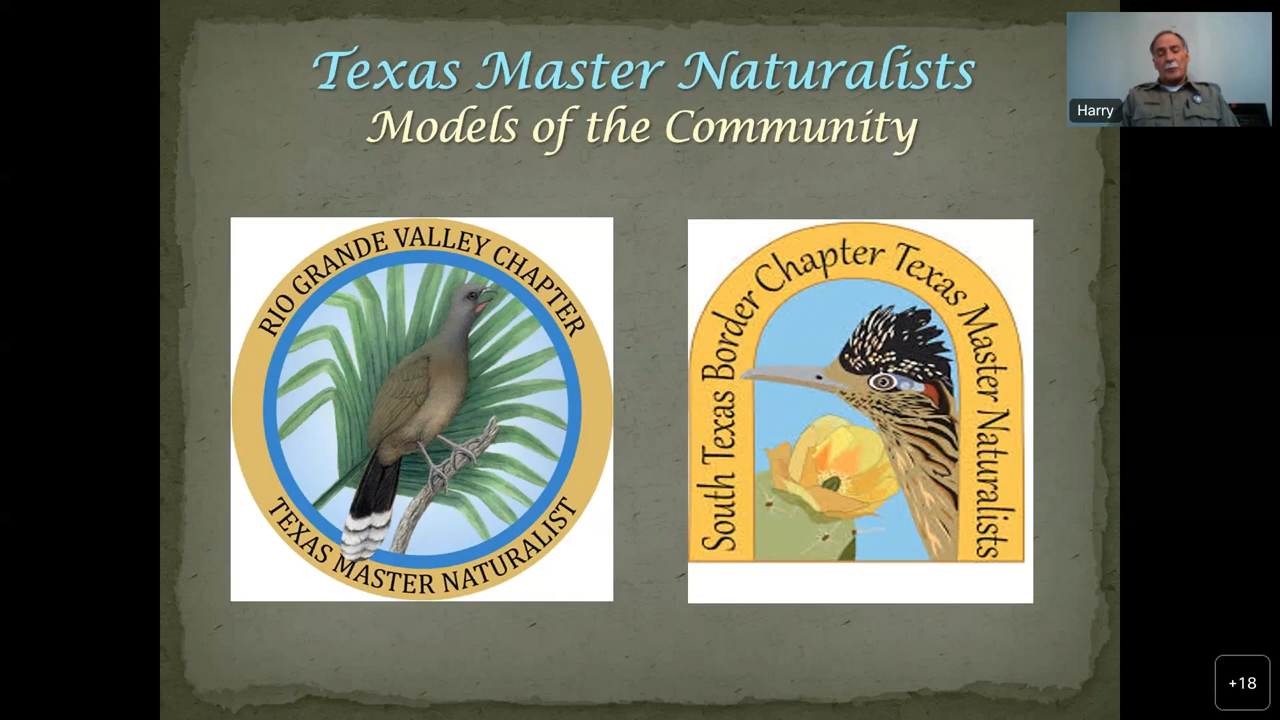 Texas Master Naturalists
Models of the Community
Harry
RIO GRANDE VALLEY CHAPTER
TEXAS MASTER NATURALIST
South Texas Border Chapter Texas Master Naturalists
+18